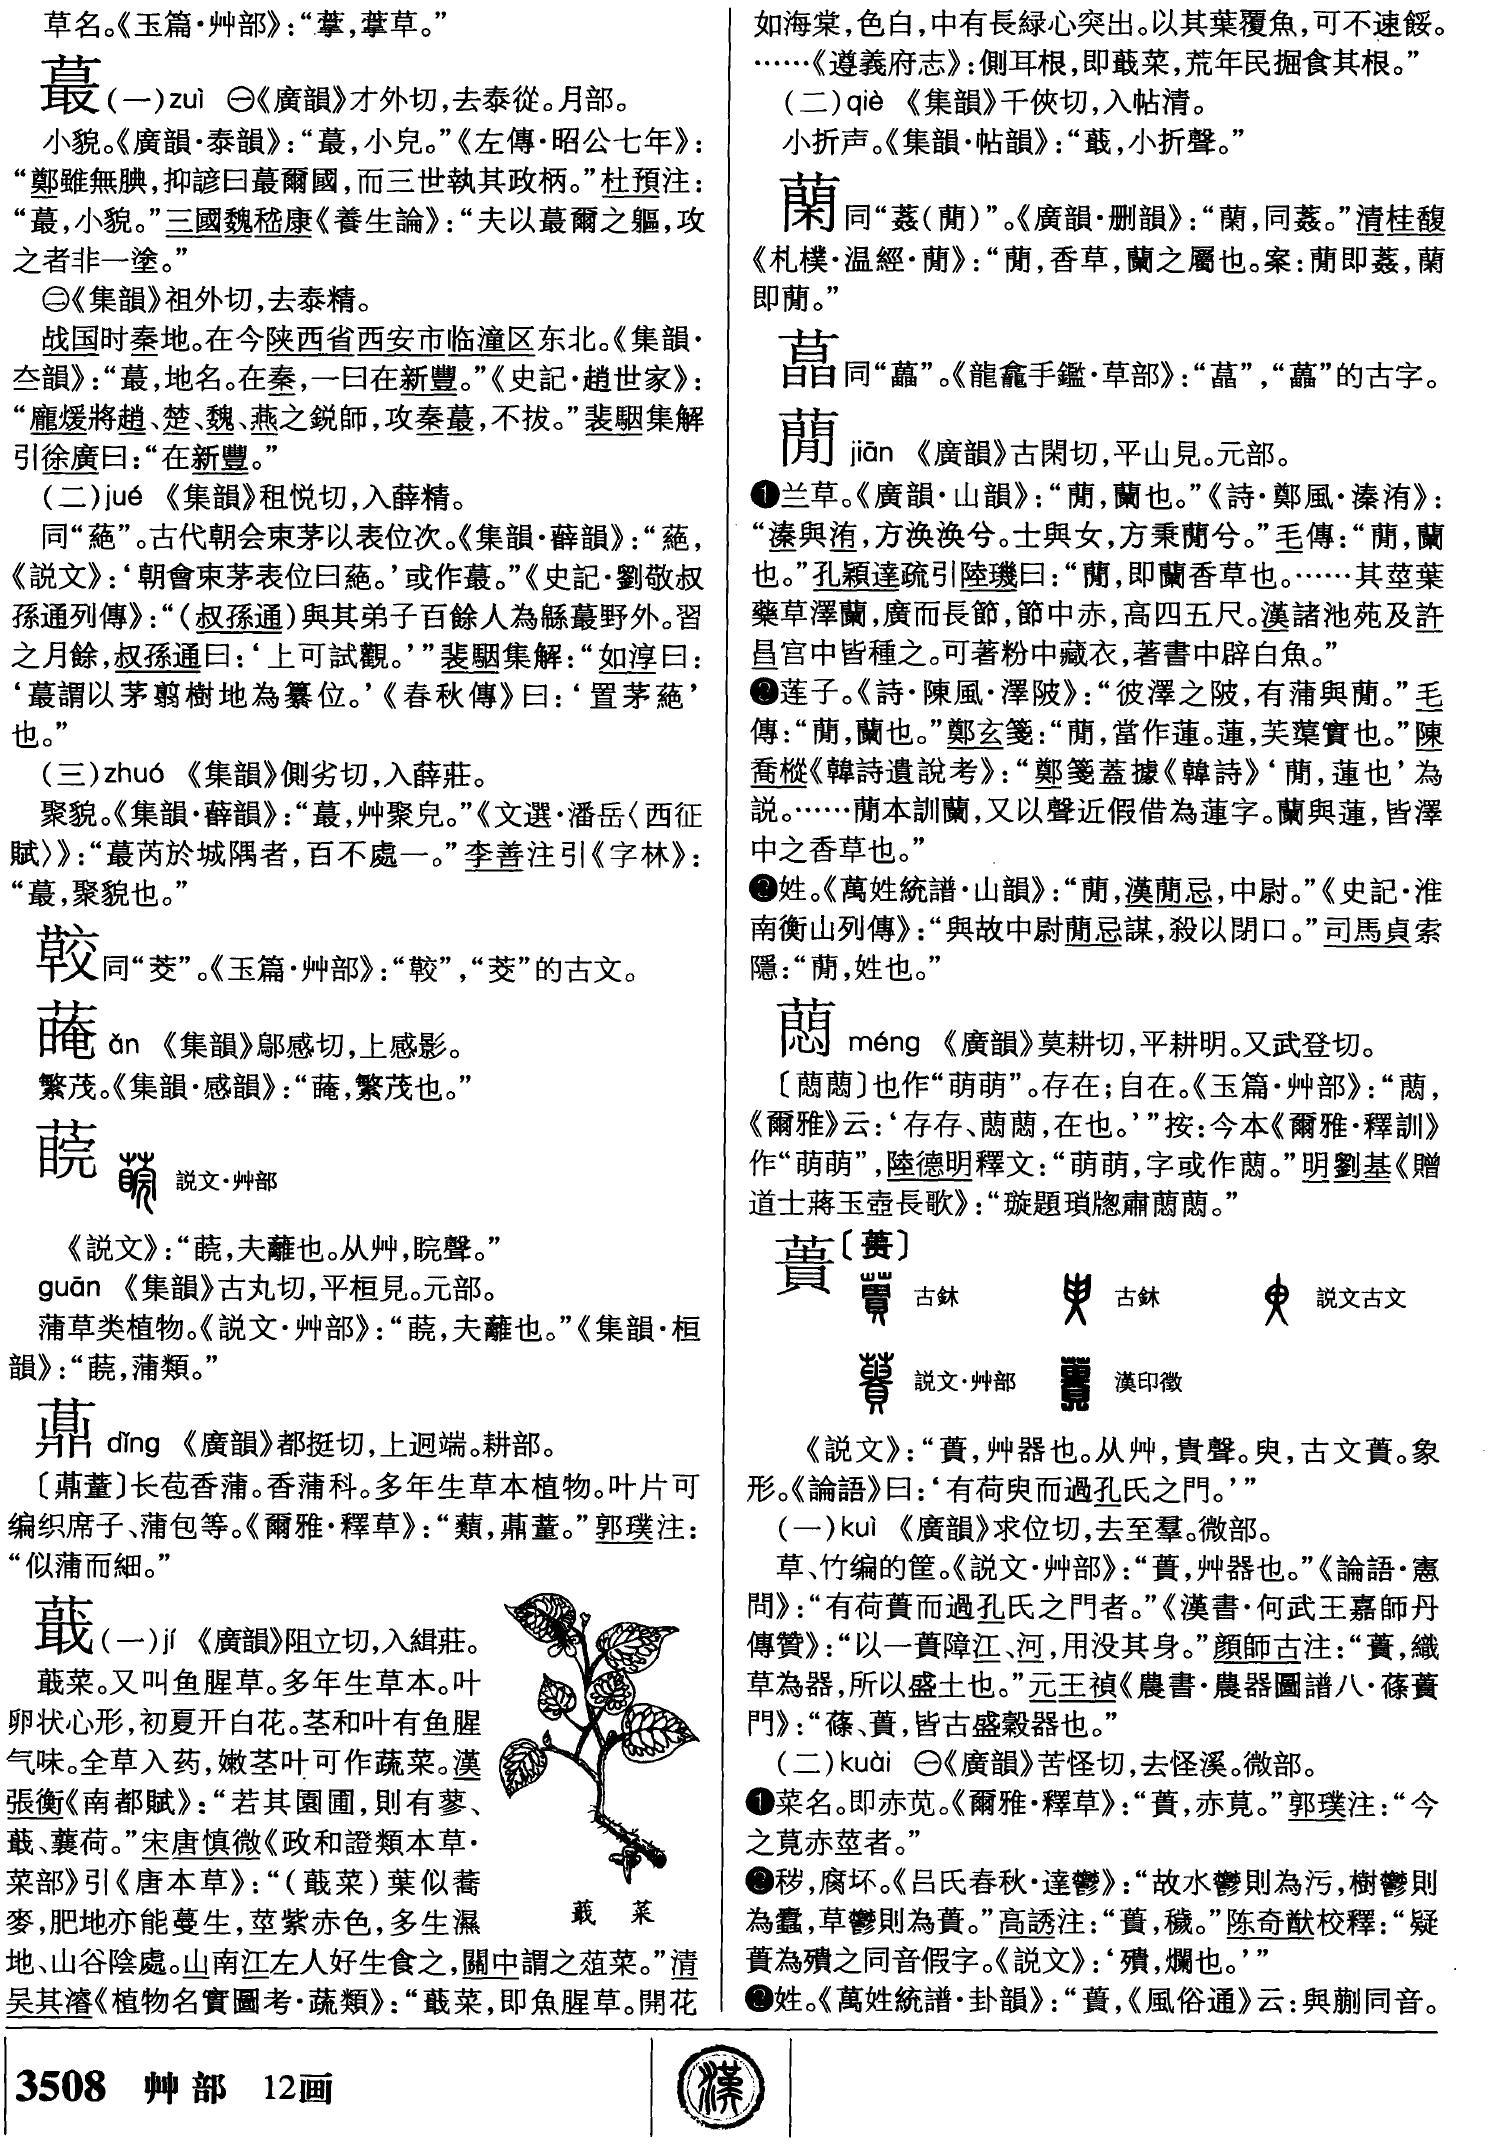 草名。《玉篇·艸部》：“䔺，䔺草。”
蕞(一)zuì ㊀《廣韻》才外切，去泰從。月部。
小貌。《廣韻·泰韻》：“蕞，小皃。”《左傳·昭公七年》：
“鄭雖無腆，抑諺曰蕞爾國，而三世執其政柄。”杜預注：
“蕞，小貌。”三國魏嵇康《養生論》：“夫以蕞爾之軀，攻
之者非一塗。”
㊁《集韻》祖外切，去泰精。
战国时秦地。在今陕西省西安市临潼区东北。《集韻·
夳韻》：“蕞，地名。在秦，一曰在新豐。”《史記·趙世家》：
“龐煖將趙、楚、魏、燕之鋭師，攻秦蕞，不拔。”裴駰集解
引徐廣曰：“在新豐。”
(二)jué 《集韻》租悦切，入薛精。
同“蕝”。古代朝会束茅以表位次。《集韻·薛韻》：“蕝，
《説文》：‘朝會束茅表位曰蕝。’或作蕞。”《史記·劉敬叔
孫通列傳》：“(叔孫通)與其弟子百餘人為緜蕞野外。習
之月餘，叔孫通曰：‘上可試觀。’”裴駰集解：“如淳曰：
‘蕞謂以茅翦樹地為纂位。’《春秋傳》曰：‘置茅蕝’
也。”
(三)zhuó 《集韻》側劣切，入薛莊。
聚貌。《集韻·薛韻》：“蕞，艸聚皃。”《文選·潘岳〈西征
賦〉》：“蕞芮於城隅者，百不處一。”李善注引《字林》：
“蕞，聚貌也。”
同“茭”。《玉篇·艸部》：“”，“茭”的古文。
ǎn 《集韻》鄔感切，上感影。
繁茂。《集韻·感韻》：“，繁茂也。”
䕀 説文·艸部
《説文》：“䕀，夫蘺也。从艸，睆聲。”
guān 《集韻》古丸切，平桓見。元部。
蒲草类植物。《説文·艸部》：“䕀，夫蘺也。”《集韻·桓
韻》：“䕀，蒲類。”
薡 dǐng 《廣韻》都挺切，上迥端。耕部。
〔薡蕫〕长苞香蒲。香蒲科。多年生草本植物。叶片可
编织席子、蒲包等。《爾雅·釋草》：“蘱，薡蕫。”郭璞注：
“似蒲而細。”
蕺(一)jí 《廣韻》阻立切，入緝莊。
蕺菜。又叫鱼腥草。多年生草本。叶
卵状心形，初夏开白花。茎和叶有鱼腥
气味。全草入药，嫩茎叶可作蔬菜。漢
張衡《南都賦》：“若其園圃，則有蓼、
蕺、蘘荷。”宋唐慎微《政和證類本草·
菜部》引《唐本草》：“(蕺菜)葉似蕎
麥，肥地亦能蔓生，莖紫赤色，多生濕
地、山谷陰處。山南江左人好生食之，關中謂之菹菜。”清
吴其濬《植物名實圖考·蔬類》：“蕺菜，即魚腥草。開花
蕺 菜
如海棠，色白，中有長緑心突出。以其葉覆魚，可不速餒。
……《遵義府志》：側耳根，即蕺菜，荒年民掘食其根。”
(二)qiè 《集韻》千俠切，入帖清。
小折声。《集韻·帖韻》：“蕺，小折聲。”
同“葌(蕑)”。《廣韻·删韻》：“，同葌。”清桂馥
《札樸·温經·蕑》：“蕑，香草，蘭之屬也。案：蕑即葌，蘭
即蕑。”
同“藠”。《龍龕手鑑·草部》：“”，“藠”的古字。
蕑 jiān 《廣韻》古閑切，平山見。元部。
❶兰草。《廣韻·山韻》：“蕑，蘭也。”《詩·鄭風·溱洧》：
“溱與洧，方涣涣兮。士與女，方秉蕑兮。”毛傳：“蕑，蘭
也。”孔穎達疏引陸璣曰：“蕑，即蘭香草也。……其莖葉
藥草澤蘭，廣而長節，節中赤，高四五尺。漢諸池苑及許
昌宫中皆種之。可著粉中藏衣，著書中辟白魚。”
❷莲子。《詩·陳風·澤陂》：“彼澤之陂，有蒲與蕑。”毛
傳：“蕑，蘭也。”鄭玄箋：“蕑，當作蓮。蓮，芙蕖實也。”陳
喬樅《韓詩遺説考》：“鄭箋蓋據《韓詩》‘蕑，蓮也’為
説。……蕑本訓蘭，又以聲近假借為蓮字。蘭與蓮，皆澤
中之香草也。”
❸姓。《萬姓統譜·山韻》：“蕑，漢蕑忌，中尉。”《史記·淮
南衡山列傳》：“與故中尉蕑忌謀，殺以閉口。”司馬貞索
隱：“蕑，姓也。”
méng 《廣韻》莫耕切，平耕明。又武登切。
〔〕也作“萌萌”。存在；自在。《玉篇·艸部》：“，
《爾雅》云：‘存存、，在也。’”按：今本《爾雅·釋訓》
作“萌萌”，陸德明釋文：“萌萌，字或作。”明劉基《贈
道士蔣玉壺長歌》：“璇題瑣牕肅。”
蕢〔蒉〕
古鉨 古鉨 説文古文
説文·艸部 漢印徵
《説文》：“蕢，艸器也。从艸，貴聲。臾，古文蕢。象
形。《論語》曰：‘有荷臾而過孔氏之門。’”
(一)kuì 《廣韻》求位切，去至羣。微部。
草、竹编的筐。《説文·艸部》：“蕢，艸器也。”《論語·憲
問》：“有荷蕢而過孔氏之門者。”《漢書·何武王嘉師丹
傳贊》：“以一蕢障江、河，用没其身。”顔師古注：“蕢，織
草為器，所以盛土也。”元王禎《農書·農器圖譜八·蓧蕢
門》：“蓧、蕢，皆古盛穀器也。”
(二)kuài ㊀《廣韻》苦怪切，去怪溪。微部。
❶菜名。即赤苋。《爾雅·釋草》：“蕢，赤莧。”郭璞注：“今
之莧赤莖者。”
❷秽，腐坏。《吕氏春秋·達鬱》：“故水鬱則為污，樹鬱則
為蠹，草鬱則為蕢。”高誘注：“蕢，穢。”陈奇猷校釋：“疑
蕢為殨之同音假字。《説文》：‘殨，爛也。’”
❸姓。《萬姓統譜·卦韻》：“蕢，《風俗通》云：與蒯同音。
3508 艸部 12画
漢